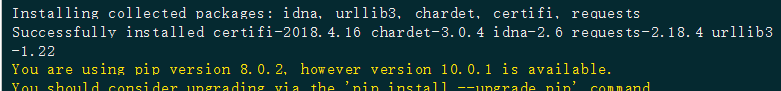 Installing collected packages: idna, urllib3, chardet, certifi, requests
Successfully installed certifi-2018.4.16 chardet-3.0.4 idna-2.6 requests-2.18.4 urllib3
-1.22
You are using pip version 8.0.2, however version 10.0.1 is available.
You should consider upgrading via the 'pip install --upgrade pip' command